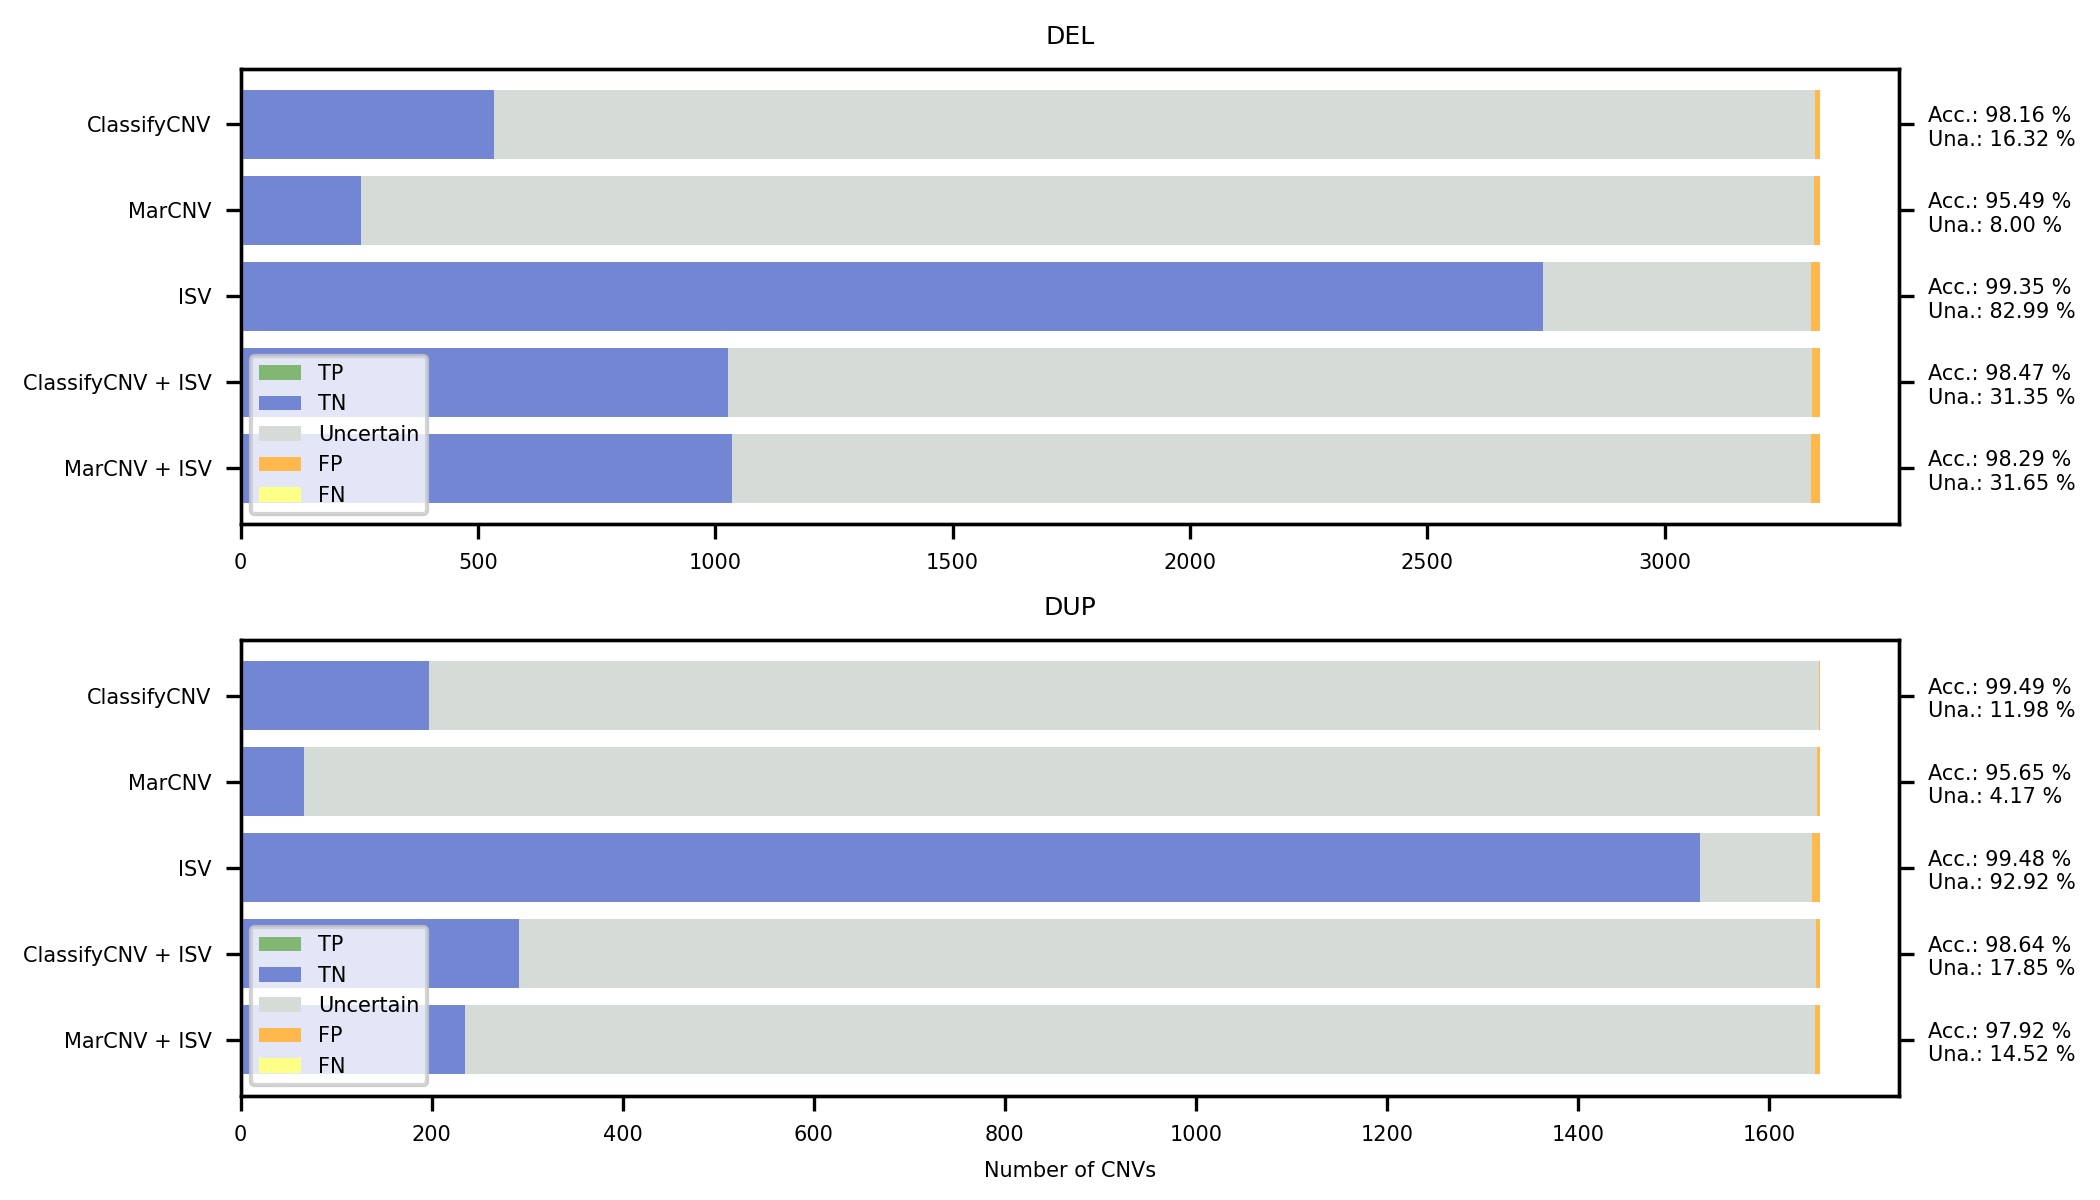 DEL
ClassifyCNV
Acc.: 98.16 %
Una.: 16.32 %
MarCNV
Acc.: 95.49 %
Una.: 8.00 %
ISV
Acc.: 99.35 %
Una.: 82.99 %
ClassifyCNV + ISV
Acc.: 98.47 %
Una.: 31.35 %
MarCNV + ISV
Acc.: 98.29 %
Una.: 31.65 %
TP
TN
Uncertain
FP
FN
0 500 1000 1500 2000 2500 3000
DUP
ClassifyCNV
Acc.: 99.49 %
Una.: 11.98 %
MarCNV
Acc.: 95.65 %
Una.: 4.17 %
ISV
Acc.: 99.48 %
Una.: 92.92 %
ClassifyCNV + ISV
Acc.: 98.64 %
Una.: 17.85 %
MarCNV + ISV
Acc.: 97.92 %
Una.: 14.52 %
TP
TN
Uncertain
FP
FN
0 200 400 600 800 1000 1200 1400 1600
Number of CNVs